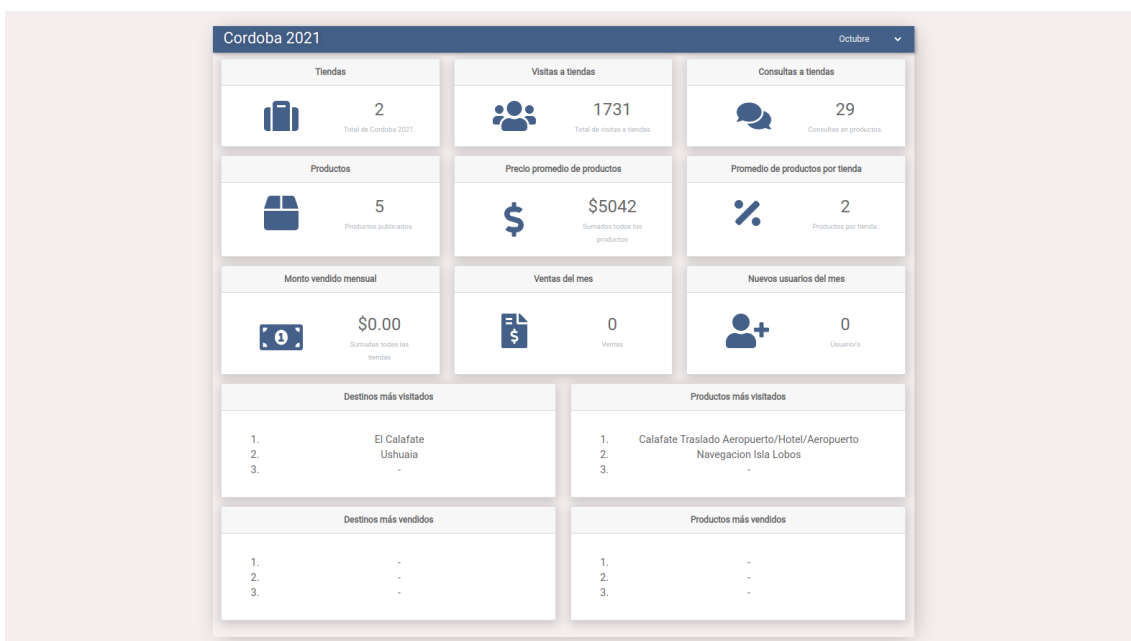 Cordoba 2021
Octubre
Tiendas
2
Total de Cordoba 2021.
Visitas a tiendas
1731
Total de visitas a tiendas
Consultas a tiendas
29
Consultas en productos.
Productos
5
Productos publicados.
Precio promedio de productos
$5042
Sumados todos los
productos
Promedio de productos por tienda
2
Productos por tienda.
Monto vendido mensual
1
$0.00
Sumadas todas las
tiendas
Ventas del mes
$
0
Ventas
Nuevos usuarios del mes
0
Usuario/s
Destinos más visitados
1. El Calafate
2. Ushuaia
3. -
Productos más visitados
1. Calafate Traslado Aeropuerto/Hotel/Aeropuerto
2. Navegacion Isla Lobos
3. -
Destinos más vendidos
1. -
2. -
3. -
Productos más vendidos
1. -
2. -
3. -